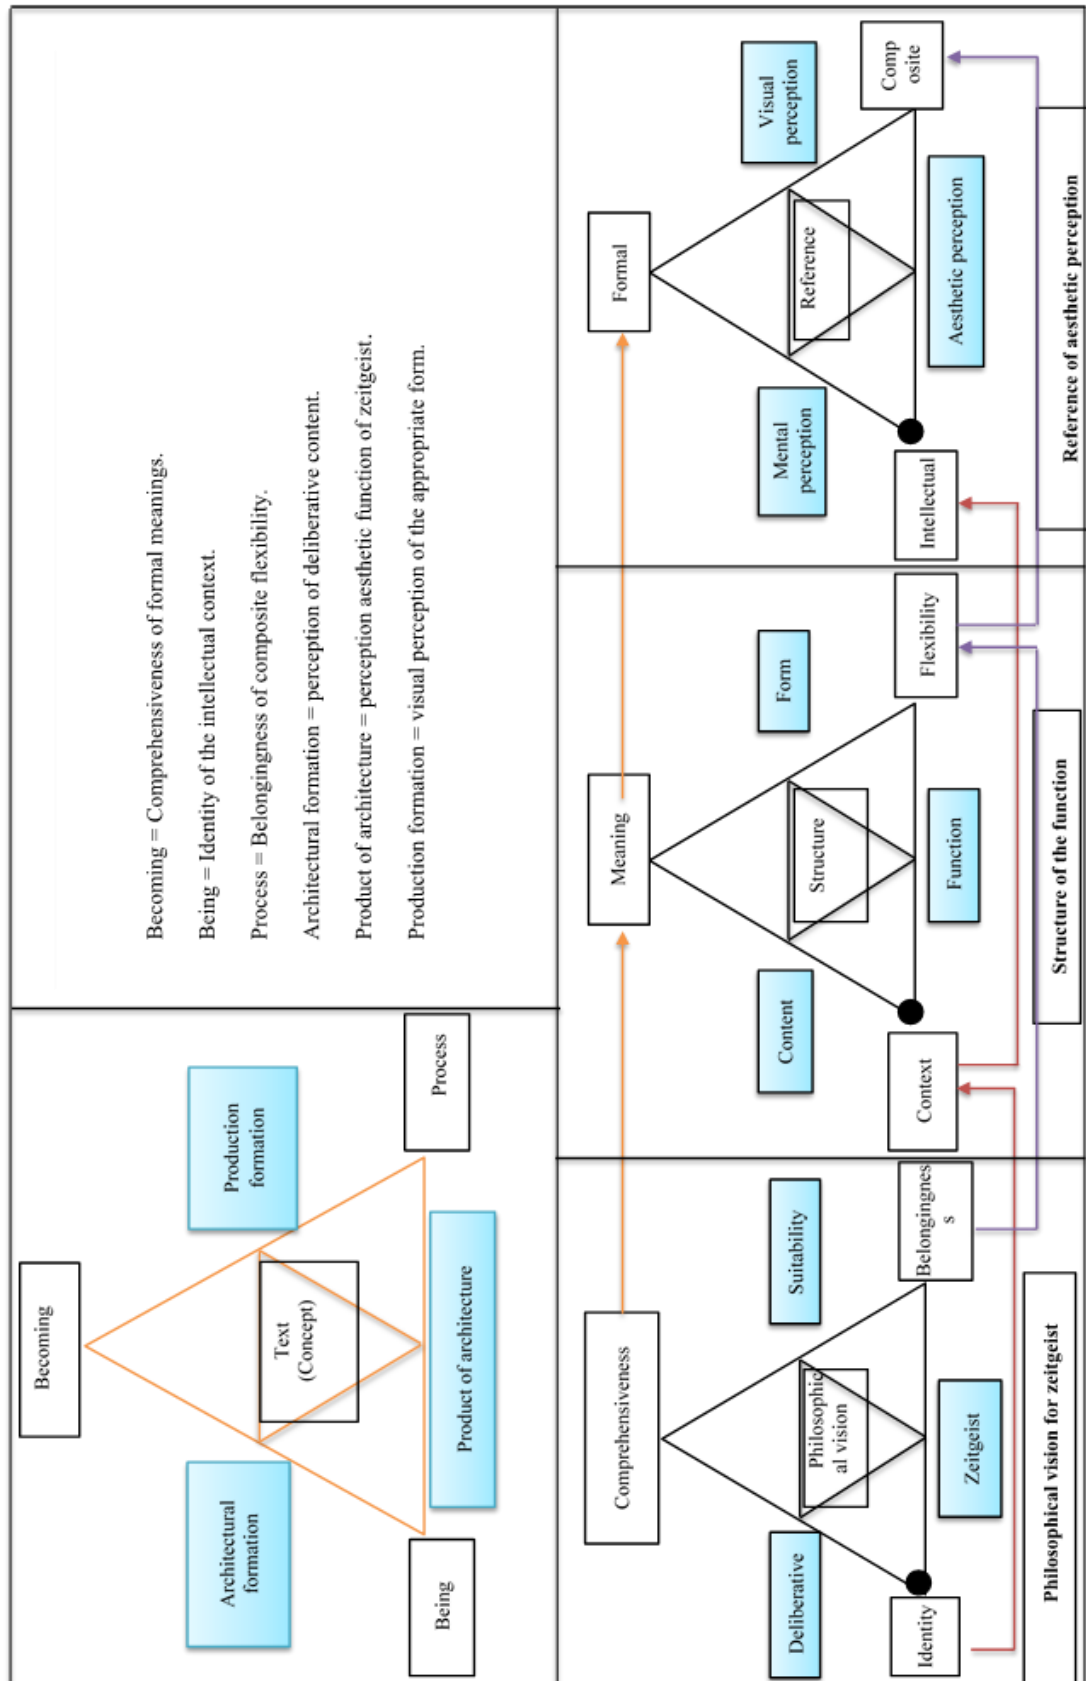 Becoming
Architectural
formation
Production
formation
Text
(Concept)
Being
Product of architecture
Process
Becoming = Comprehensiveness of formal meanings.
Being = Identity of the intellectual context.
Process = Belongingness of composite flexibility.
Architectural formation = perception of deliberative content.
Product of architecture = perception aesthetic function of zeitgeist.
Production formation = visual perception of the appropriate form.
Comprehensiveness
Deliberative
Suitability
Philosophic
al vision
Identity
Zeitgeist
Belongingnes
s
Philosophical vision for zeitgeist
Meaning
Content
Form
Structure
Context
Function
Flexibility
Structure of the function
Formal
Mental
perception
Visual
perception
Reference
Intellectual
Aesthetic perception
Comp
osite
Reference of aesthetic perception